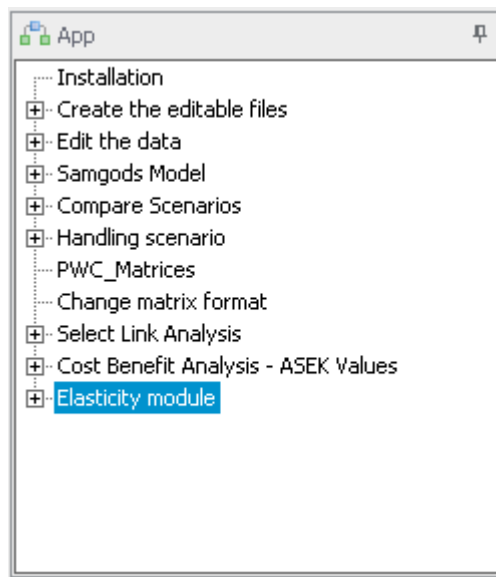 App
Installation
Create the editable files
Edit the data
Samgods Model
Compare Scenarios
Handling scenario
PWC_Matrices
Change matrix format
Select Link Analysis
Cost Benefit Analysis - ASEK Values
Elasticity module